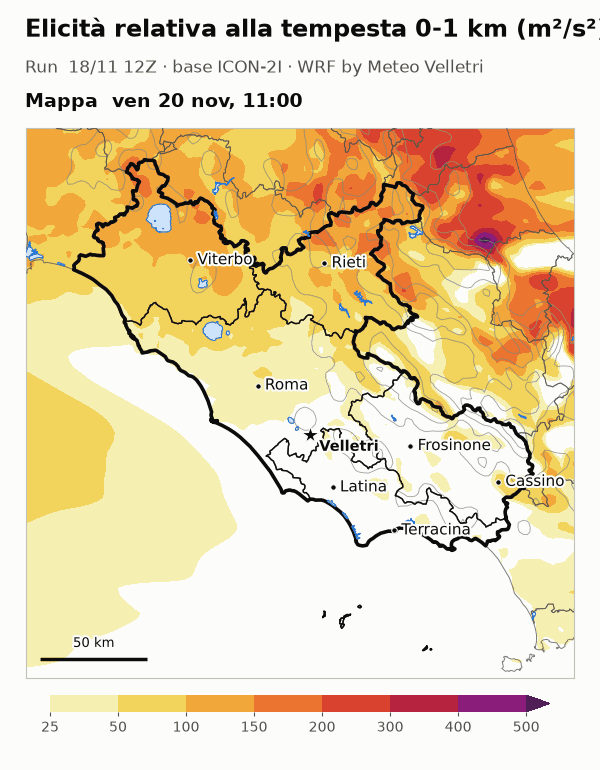 Elicità relativa alla tempesta 0-1 km (m²/s²)
Run 18/11 12Z · base ICON-2I · WRF by Meteo Velletri
Mappa ven 20 nov, 11:00
Viterbo
Rieti
Roma
Velletri
Frosinone
Latina
Cassino
Terracina
50 km
25 50 100 150 200 300 400 500